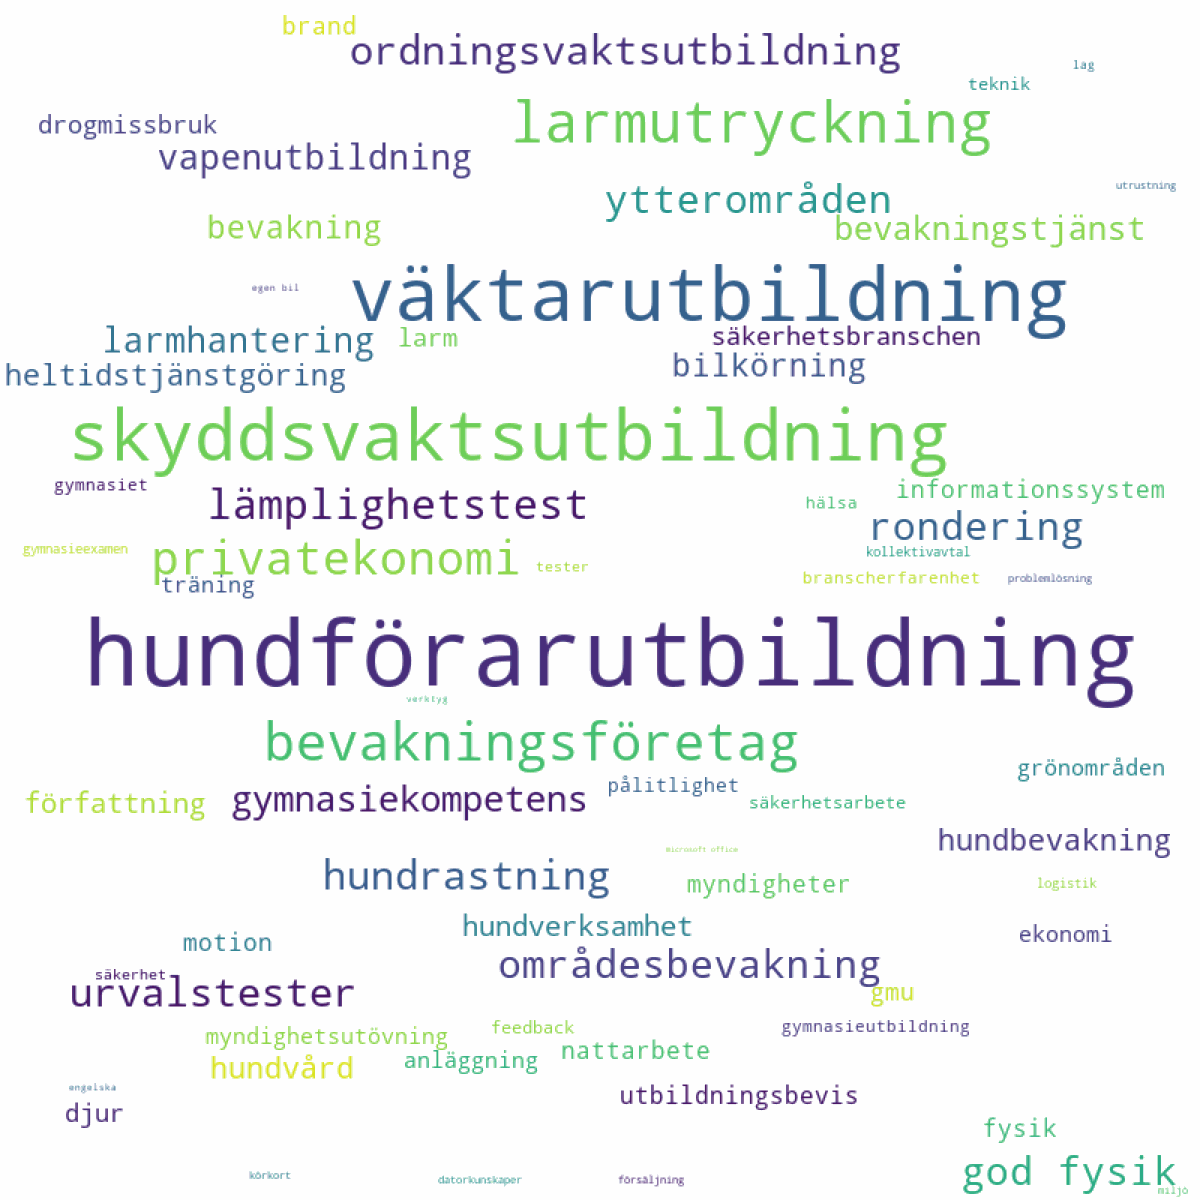 brand
ordningsvaktsutbildning
lag
teknik
larmutryckning
drogmissbruk
vapenutbildning
utrustning
ytterområden
bevakning
bevakningstjänst
egen bil
väktarutbildning
larmhantering
larm
säkerhetsbranschen
bilkörning
heltidstjänstgöring
skyddsvaktsutbildning
gymnasiet
lämplighetstest
informationssystem
hälsa
rondering
gymnasieexamen
privatekonomi
kollektivavtal
tester
branscherfarenhet
problemlösning
träning
hundförarutbildning
verktyg
bevakningsföretag
grönområden
pålitlighet
författning
gymnasiekompetens
säkerhetsarbete
hundbevakning
microsoft office
hundrastning
myndigheter
logistik
hundverksamhet
ekonomi
motion
områdesbevakning
säkerhet
urvalstester
gmu
feedback
gymnasieutbildning
myndighetsutövning
nattarbete
anläggning
hundvård
engelska
utbildningsbevis
djur
fysik
god fysik
körkort
datorkunskaper
försäljning
miljö